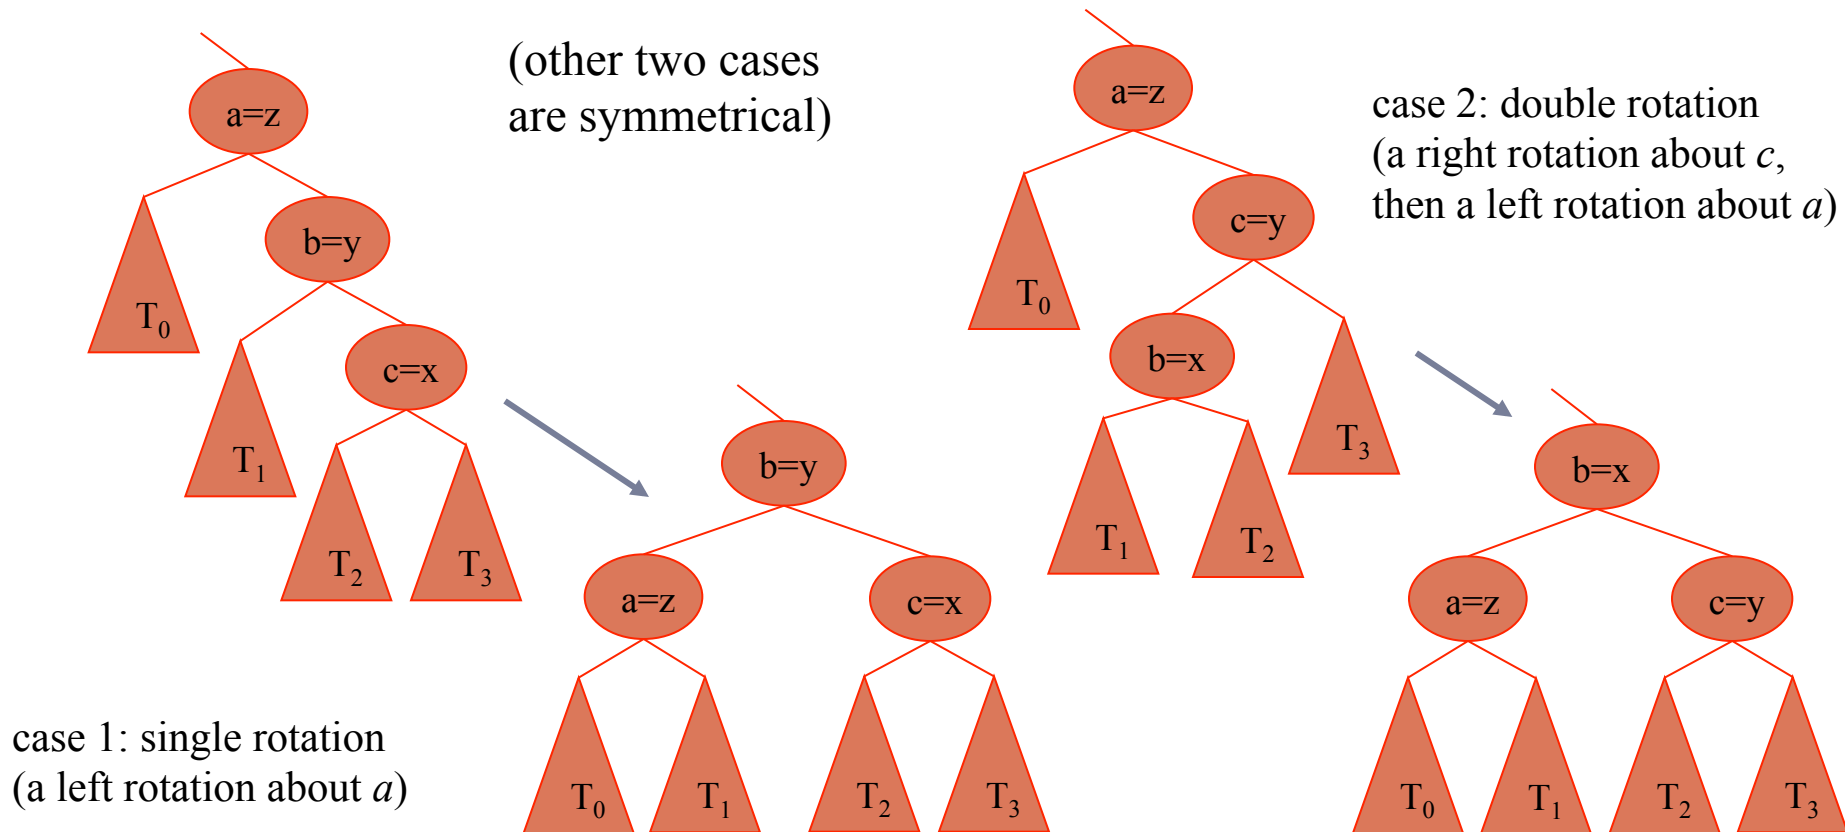 (other two cases
are symmetrical)
case 2: double rotation
(a right rotation about c,
then a left rotation about a)
a=z
b=y
T0
c=x
T1
T2 T3
b=y
a=z c=x
T0 T1 T2 T3
case 1: single rotation
(a left rotation about a)
a=z
c=y
T0
b=x
T3
T1 T2
b=x
a=z c=y
T0 T1 T2 T3